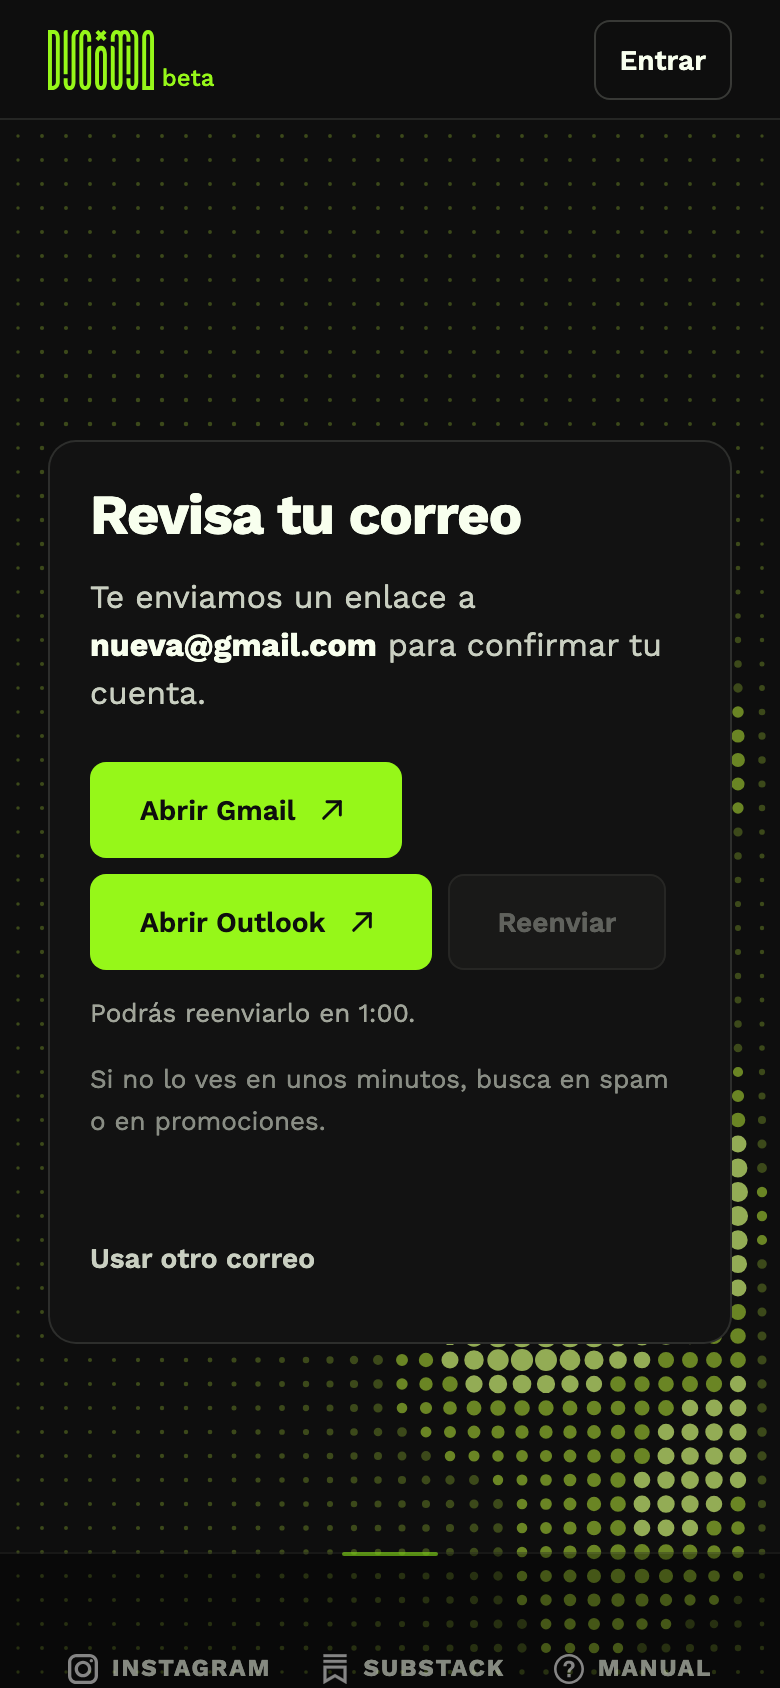 beta
Entrar
Revisa tu correo
Te enviamos un enlace a
nueva@gmail.com para confirmar tu
cuenta.
Abrir Gmail
Abrir Outlook
Reenviar
Podrás reenviarlo en 1:00.
Si no lo ves en unos minutos, busca en spam
o en promociones.
Usar otro correo
INSTAGRAM
SUBSTACK
MANUAL